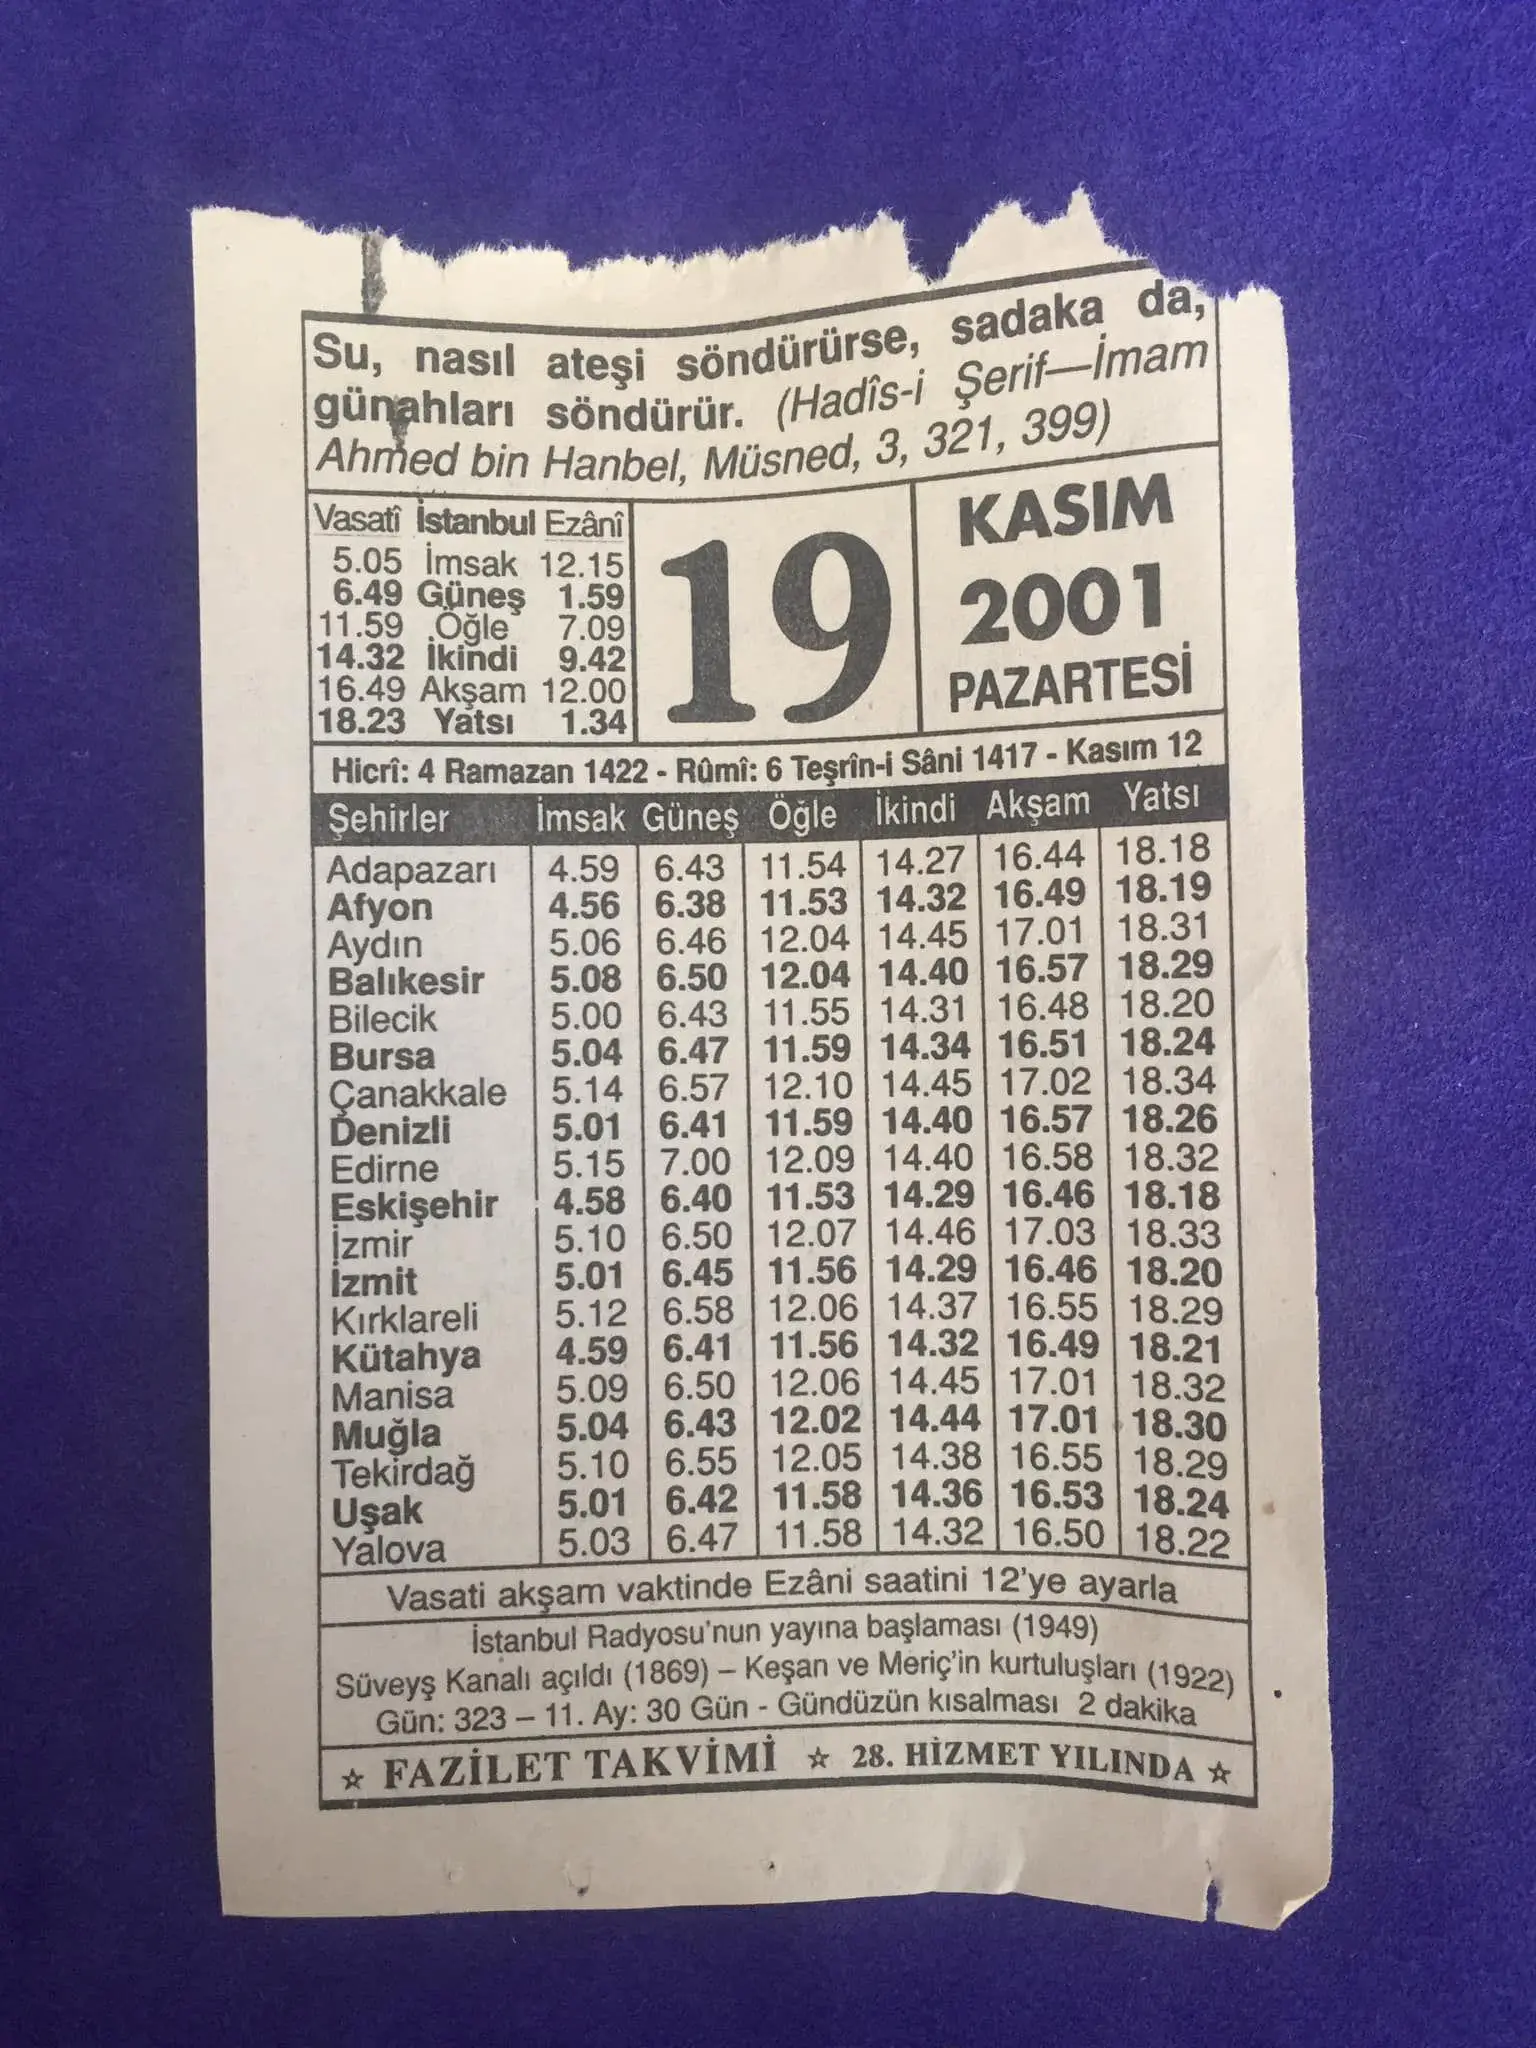 Su, nasıl ateşi söndürürse, sadaka da,
günahları söndürür. (Hadîs-i Şerif—İmam
Ahmed bin Hanbel, Müsned, 3, 321, 399)
Vasatî İstanbul Ezânî
5.05 İmsak 12.15
6.49 Güneş 1.59
11.59 Öğle 7.09
14.32 İkindi 9.42
16.49 Akşam 12.00
18.23 Yatsı 1.34
19
KASIM
2001
PAZARTESİ
Hicrî: 4 Ramazan 1422 - Rûmî: 6 Teşrîn-i Sâni 1417 - Kasım 12
Şehirler İmsak Güneş Öğle İkindi Akşam Yatsı
Adapazarı 4.59 6.43 11.54 14.27 16.44 18.18
Afyon 4.56 6.38 11.53 14.32 16.49 18.19
Aydın 5.06 6.46 12.04 14.45 17.01 18.31
Balıkesir 5.08 6.50 12.04 14.40 16.57 18.29
Bilecik 5.00 6.43 11.55 14.31 16.48 18.20
Bursa 5.04 6.47 11.59 14.34 16.51 18.24
Çanakkale 5.14 6.57 12.10 14.45 17.02 18.34
Denizli 5.01 6.41 11.59 14.40 16.57 18.26
Edirne 5.15 7.00 12.09 14.40 16.58 18.32
Eskişehir 4.58 6.40 11.53 14.29 16.46 18.18
İzmir 5.10 6.50 12.07 14.46 17.03 18.33
İzmit 5.01 6.45 11.56 14.29 16.46 18.20
Kırklareli 5.12 6.58 12.06 14.37 16.55 18.29
Kütahya 4.59 6.41 11.56 14.32 16.49 18.21
Manisa 5.09 6.50 12.06 14.45 17.01 18.32
Muğla 5.04 6.43 12.02 14.44 17.01 18.30
Tekirdağ 5.10 6.55 12.05 14.38 16.55 18.29
Uşak 5.01 6.42 11.58 14.36 16.53 18.24
Yalova 5.03 6.47 11.58 14.32 16.50 18.22
Vasati akşam vaktinde Ezâni saatini 12'ye ayarla
İstanbul Radyosu'nun yayına başlaması (1949)
Süveyş Kanalı açıldı (1869) – Keşan ve Meriç'in kurtuluşları (1922)
Gün: 323 – 11. Ay: 30 Gün - Gündüzün kısalması 2 dakika
☆ FAZİLET TAKVİMİ ☆ 28. HİZMET YILINDA ☆